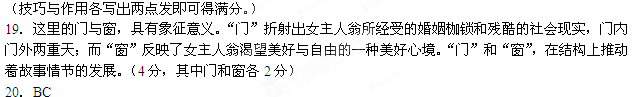 （技巧与作用各写出两点发即可得满分。）
19．这里的门与窗，具有象征意义。“门”折射出女主人翁所经受的婚姻枷锁和残酷的社会现实，门内
门外两重天；而“窗”反映了女主人翁渴望美好与自由的一种美好心境。“门”和“窗”，在结构上推动
着故事情节的发展。（4 分，其中门和窗各 2 分）
20．BC